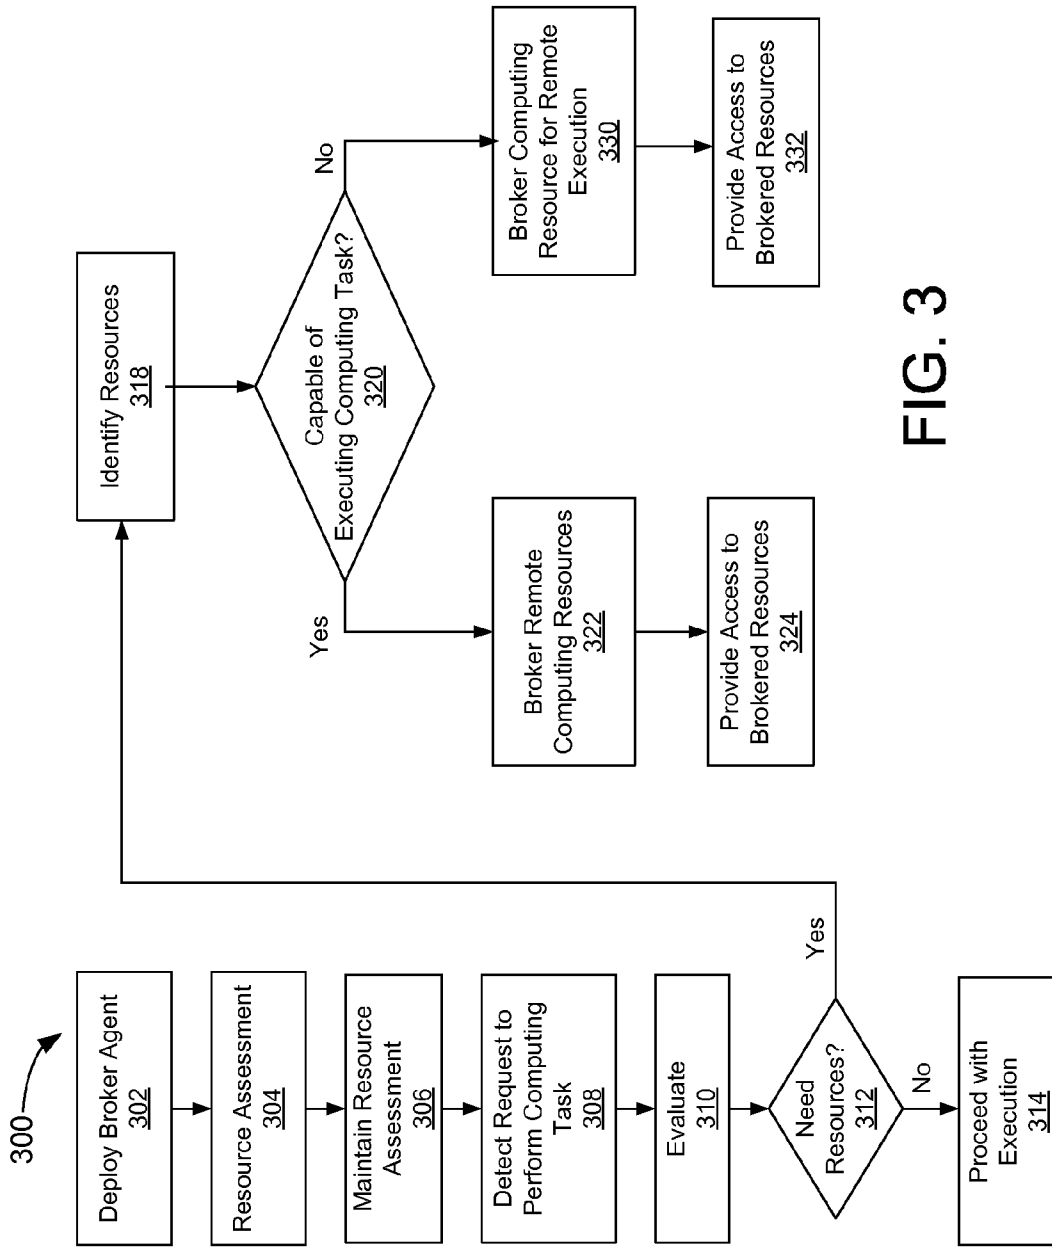 300
Deploy Broker Agent
302
Resource Assessment
304
Maintain Resource
Assessment
306
Detect Request to
Perform Computing
Task
308
Evaluate
310
Need
Resources?
312
Yes
No
Proceed with
Execution
314
Identify Resources
318
Capable of
Executing Computing Task?
320
Yes
No
Broker Remote
Computing Resources
322
Provide Access to
Brokered Resources
324
Broker Computing
Resource for Remote
Execution
330
Provide Access to
Brokered Resources
332
FIG. 3